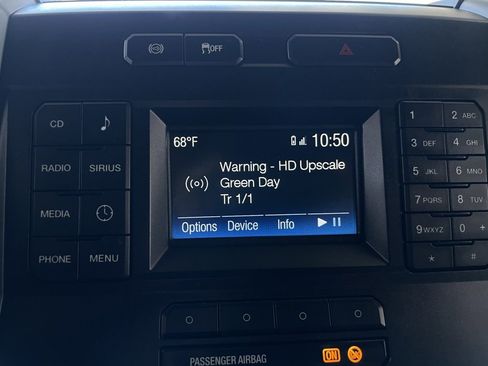 OFF
CD
RADIO SIRIUS
MEDIA
PHONE MENU
68°F 10:50
Warning - HD Upscale
Green Day
Tr 1/1
Options Device Info
1 2 ABC
3 DEF 4 GHI
5 JKL 6 MNO
7 PQRS 8 TUV
9 WXYZ 0 +
* #
PASSENGER AIRBAG ON